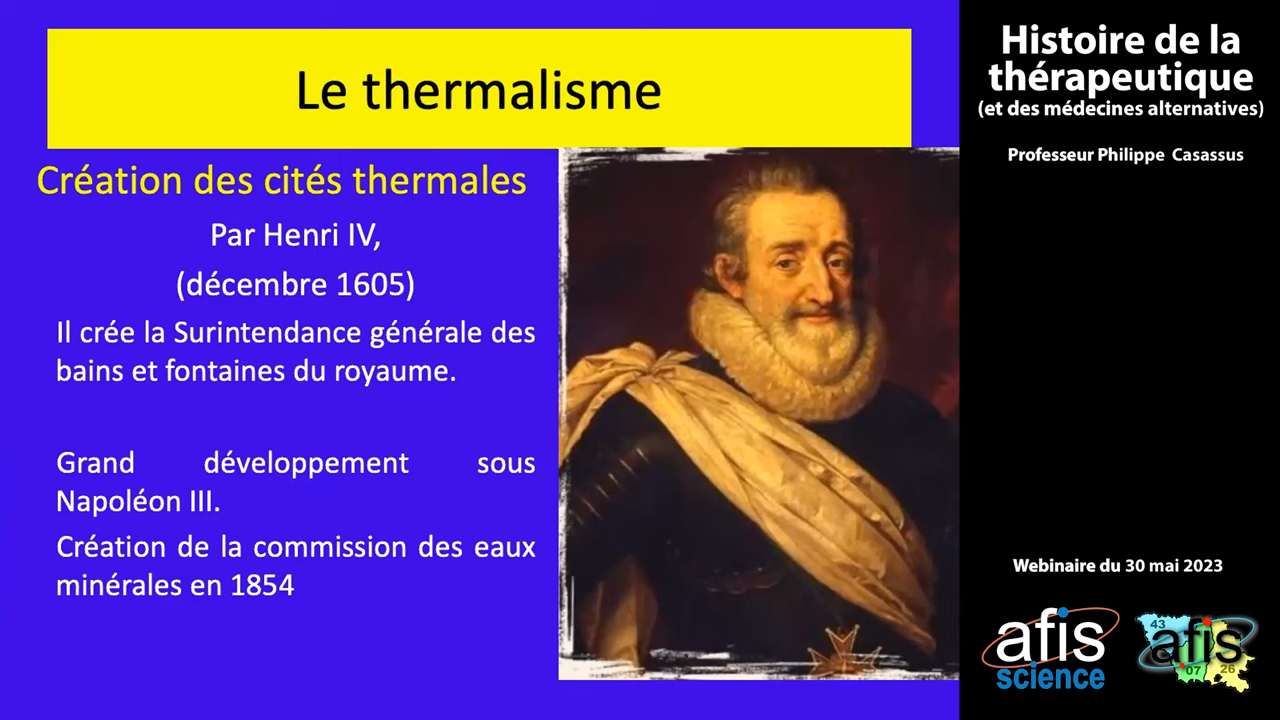 Le thermalisme
Création des cités thermales
Par Henri IV,
(décembre 1605)
Il crée la Surintendance générale des
bains et fontaines du royaume.
Grand développement sous
Napoléon III.
Création de la commission des eaux
minérales en 1854
Histoire de la
thérapeutique
(et des médecines alternatives)
Professeur Philippe Casassus
Webinaire du 30 mai 2023
afis
science
43
afis
07
26